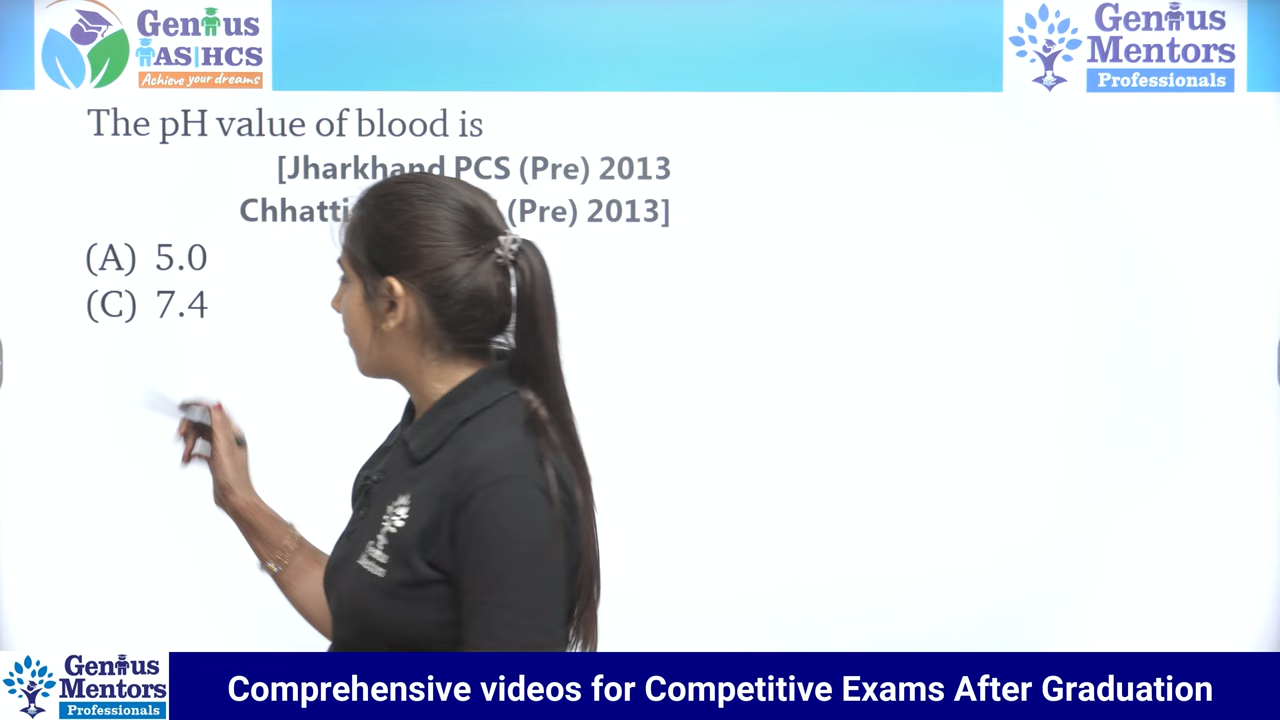 Genius
IAS|HCS
Achieve your dreams
Genius
Mentors
Professionals
The pH value of blood is
[Jharkhand PCS (Pre) 2013
(Pre) 2013]
(A) 5.0
(C) 7.4
Genius
Mentors
Professionals
Comprehensive videos for Competitive Exams After Graduation